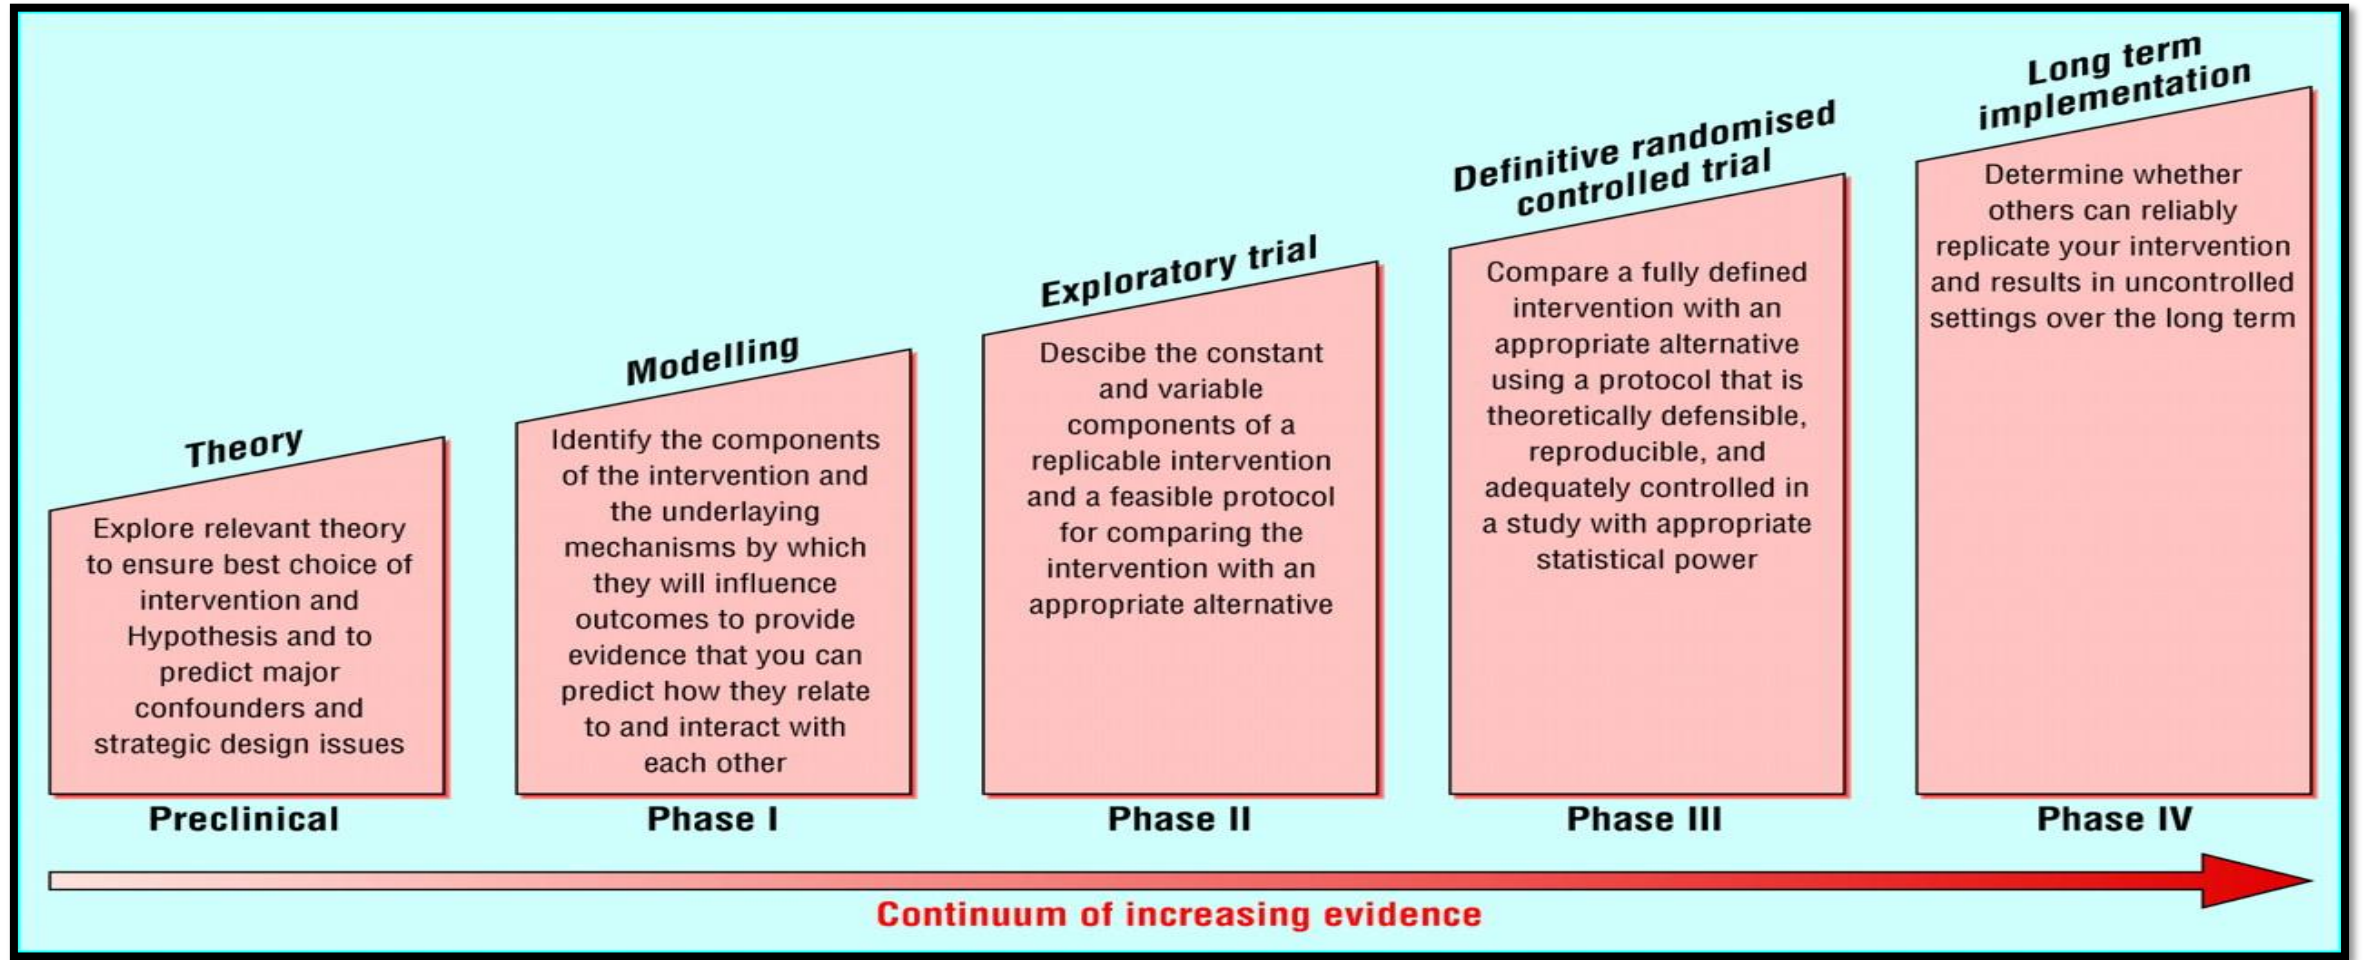 Theory
Explore relevant theory
to ensure best choice of
intervention and
Hypothesis and to
predict major
confounders and
strategic design issues
Preclinical
Modelling
Identify the components
of the intervention and
the underlaying
mechanisms by which
they will influence
outcomes to provide
evidence that you can
predict how they relate
to and interact with
each other
Phase I
Exploratory trial
Descibe the constant
and variable
components of a
replicable intervention
and a feasible protocol
for comparing the
intervention with an
appropriate alternative
Phase II
Definitive randomised
controlled trial
Compare a fully defined
intervention with an
appropriate alternative
using a protocol that is
theoretically defensible,
reproducible, and
adequately controlled in
a study with appropriate
statistical power
Phase III
Long term
implementation
Determine whether
others can reliably
replicate your intervention
and results in uncontrolled
settings over the long term
Phase IV
Continuum of increasing evidence